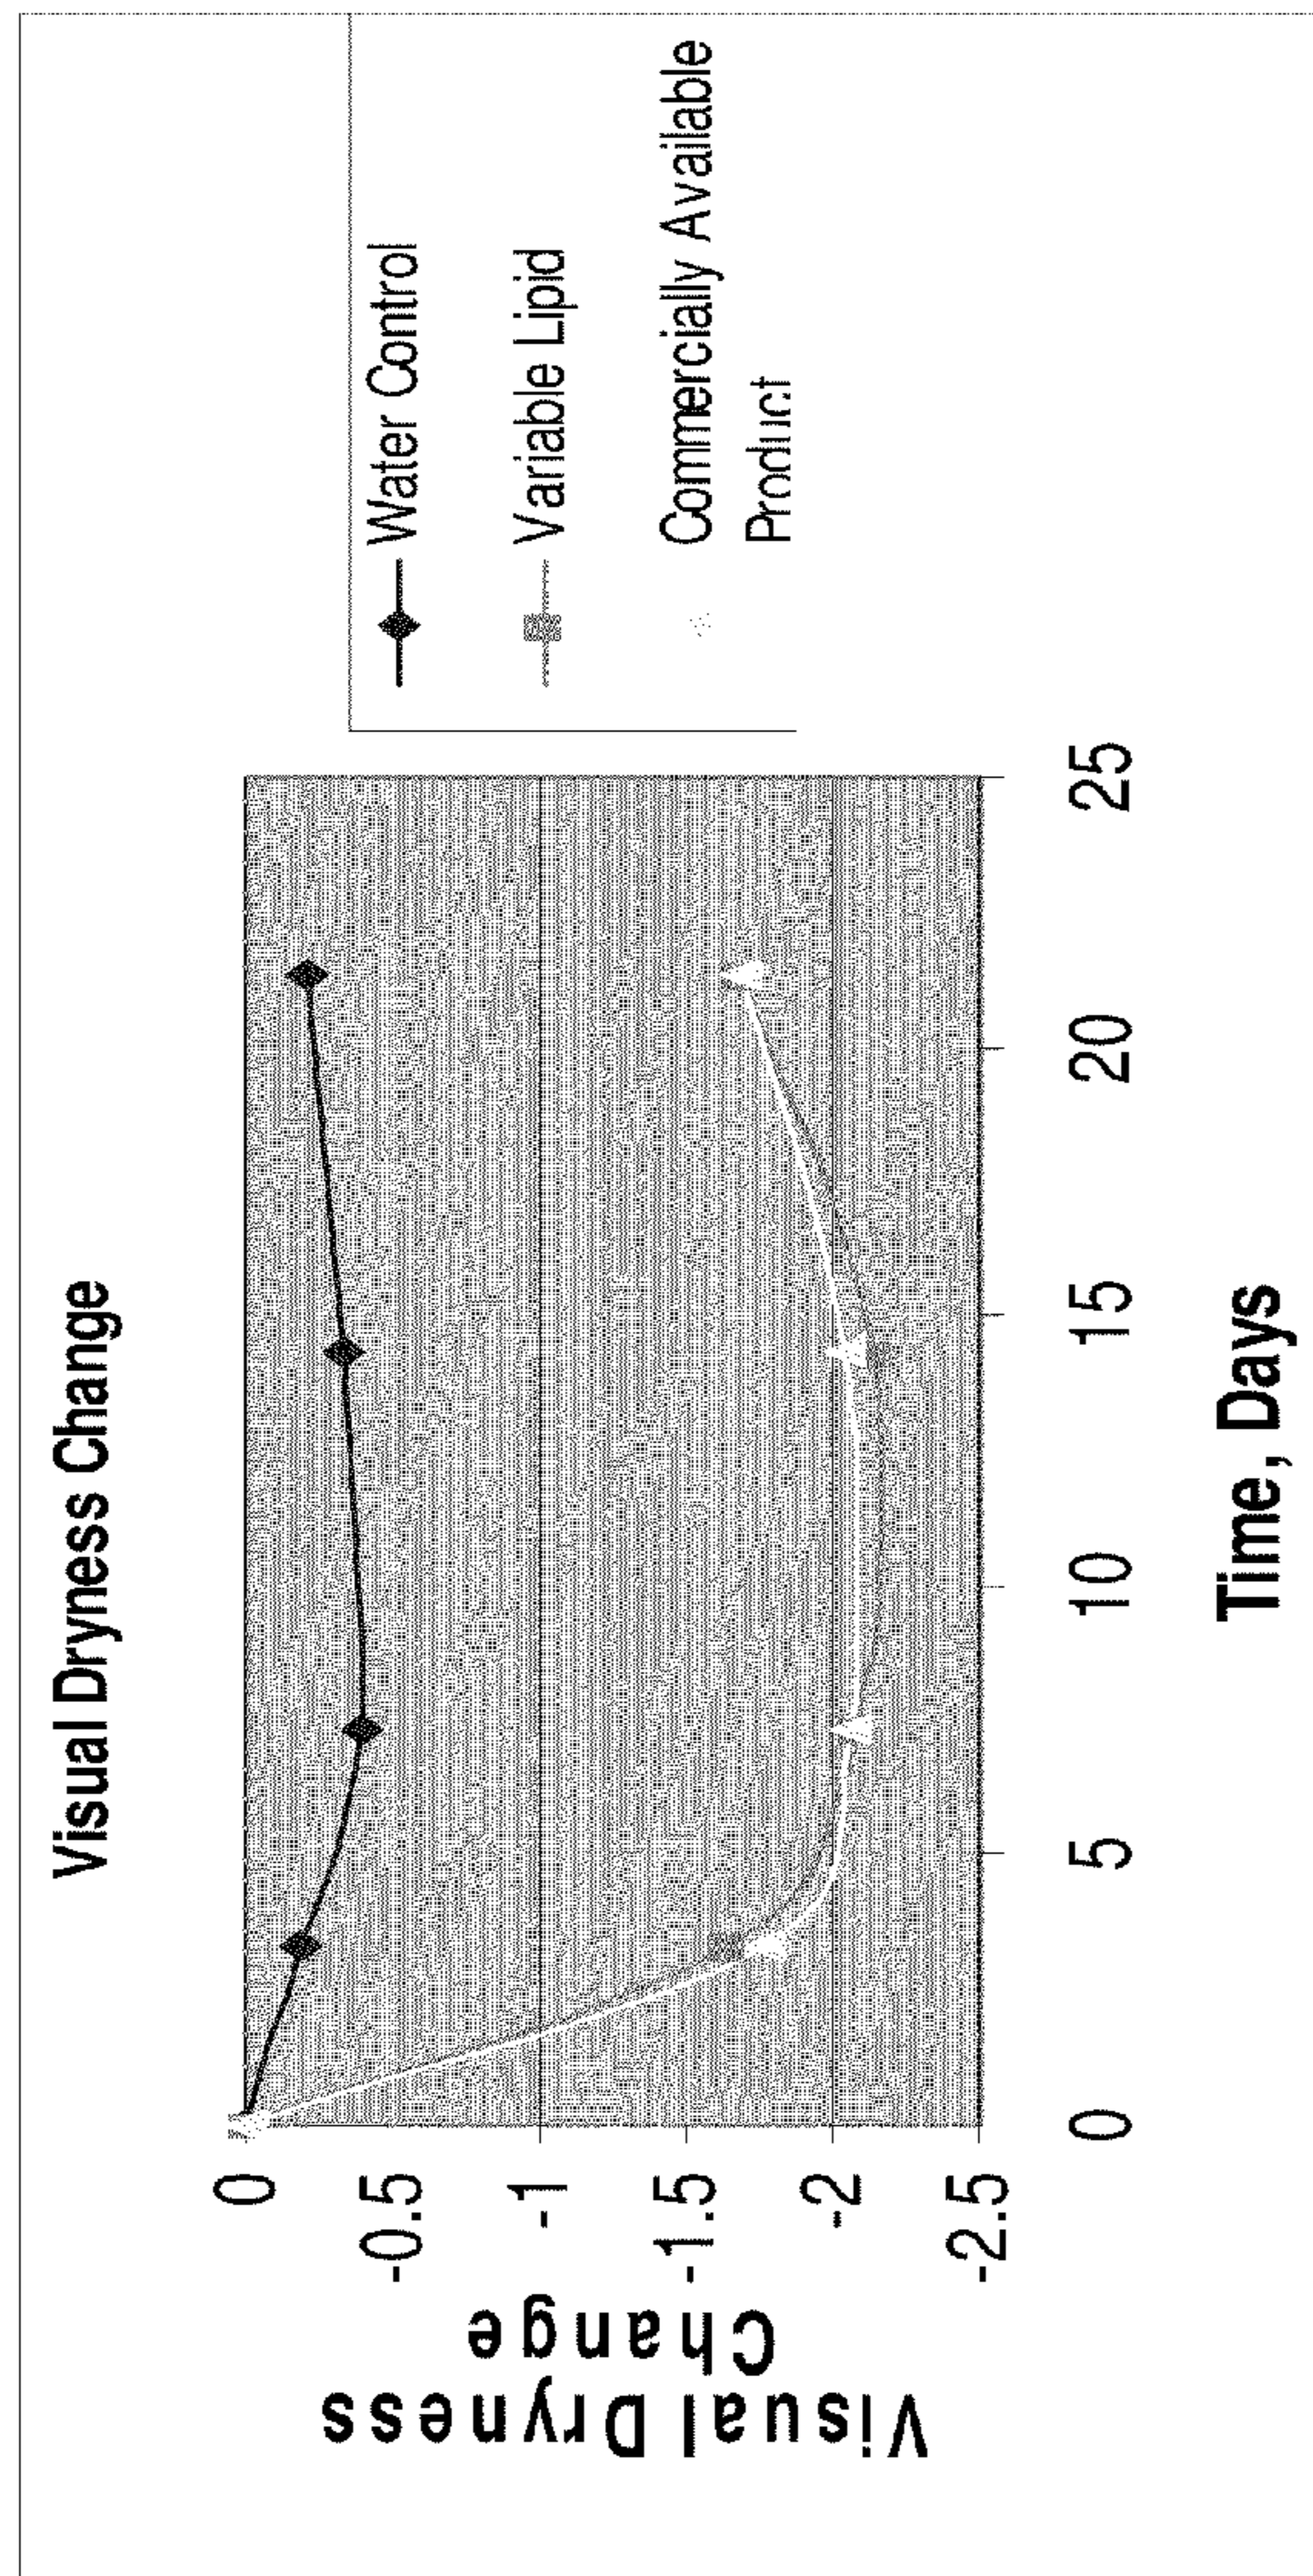 Visual Dryness Change
Visual Dryness
Change
0
-0.5
-1
-1.5
-2
-2.5
0 5 10 15 20 25
Time, Days
Water Control
Variable Lipid
Commercially Available
Product